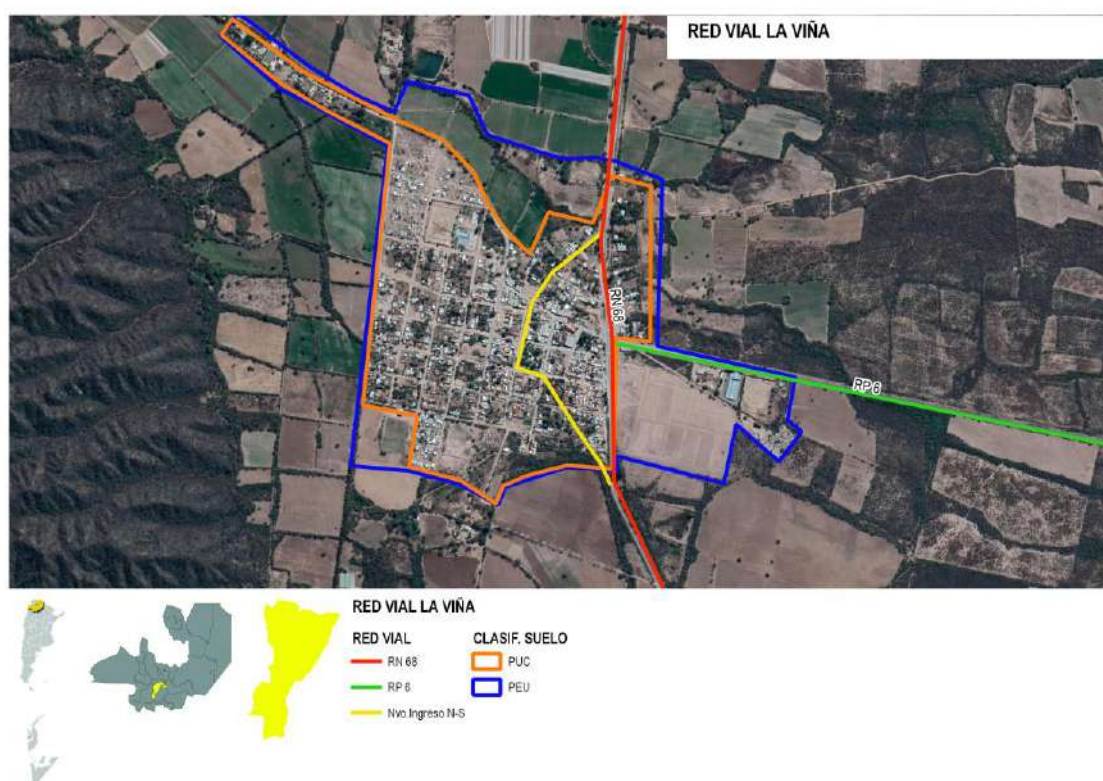 RED VIAL LA VIÑA
RN 68
RP 6
RED VIAL LA VIÑA
RED VIAL
CLASIF. SUELO
RN 68
PUC
RP 6
PEU
Nvo.Ingreso N-S